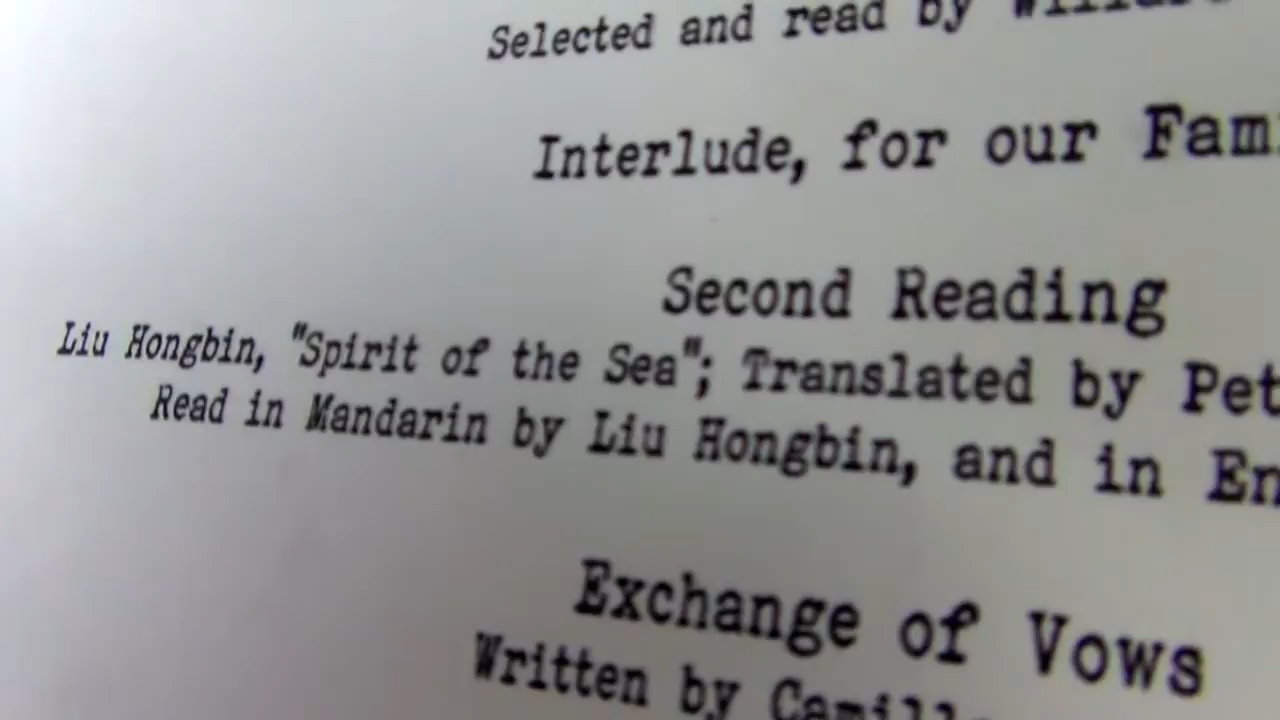 Selected and read by
Interlude, for our
Second Reading
Liu Hongbin, "Spirit of the Sea"; Translated by
Read in Mandarin by Liu Hongbin, and in
Exchange of Vows
Written by